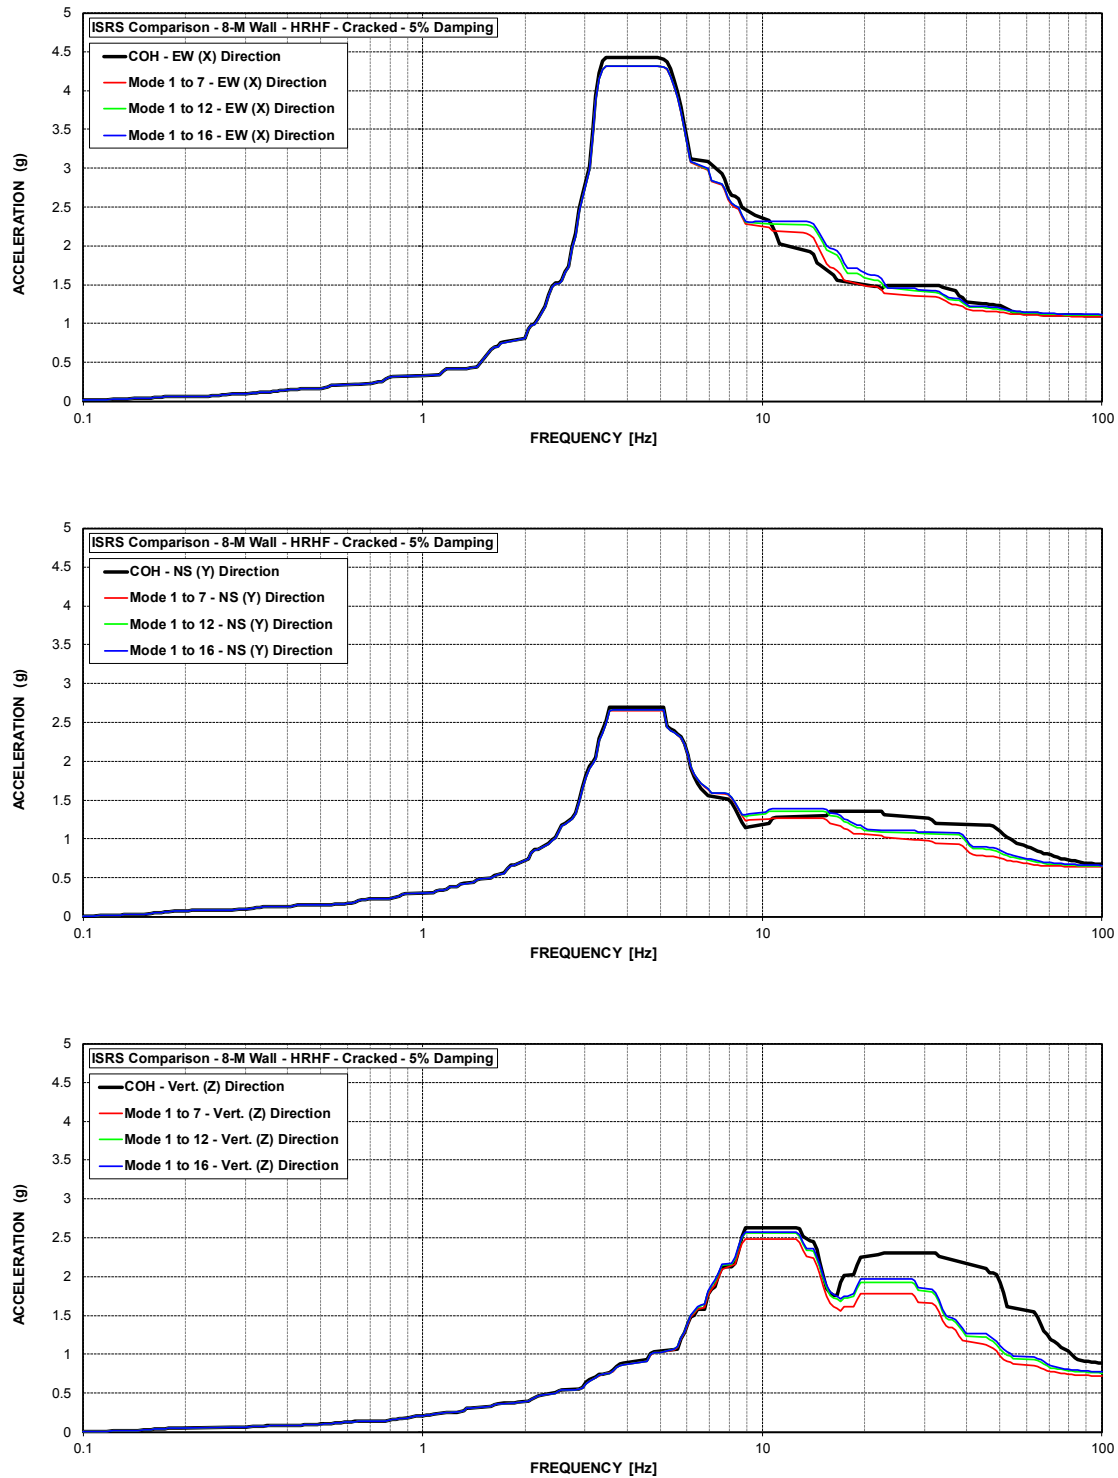 ISRS Comparison - 8-M Wall - HRHF - Cracked - 5% Damping
COH - EW (X) Direction
Mode 1 to 7 - EW (X) Direction
Mode 1 to 12 - EW (X) Direction
Mode 1 to 16 - EW (X) Direction
5
4.5
4
3.5
3
2.5
2
1.5
1
0.5
0
ACCELERATION (g)
0.1
1
10
100
FREQUENCY [Hz]
ISRS Comparison - 8-M Wall - HRHF - Cracked - 5% Damping
COH - NS (Y) Direction
Mode 1 to 7 - NS (Y) Direction
Mode 1 to 12 - NS (Y) Direction
Mode 1 to 16 - NS (Y) Direction
5
4.5
4
3.5
3
2.5
2
1.5
1
0.5
0
ACCELERATION (g)
0.1
1
10
100
FREQUENCY [Hz]
ISRS Comparison - 8-M Wall - HRHF - Cracked - 5% Damping
COH - Vert. (Z) Direction
Mode 1 to 7 - Vert. (Z) Direction
Mode 1 to 12 - Vert. (Z) Direction
Mode 1 to 16 - Vert. (Z) Direction
5
4.5
4
3.5
3
2.5
2
1.5
1
0.5
0
ACCELERATION (g)
0.1
1
10
100
FREQUENCY [Hz]